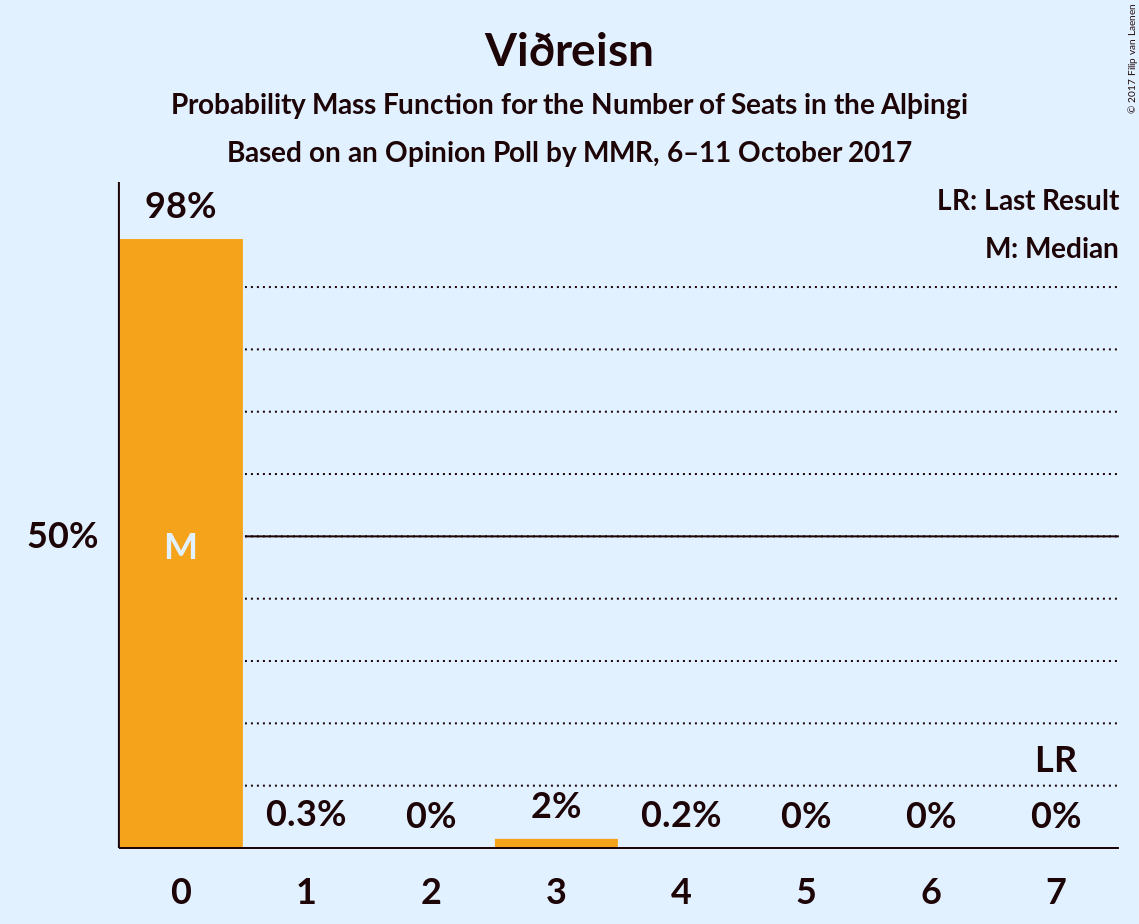 Viðreisn
Probability Mass Function for the Number of Seats in the Alþingi
Based on an Opinion Poll by MMR, 6–11 October 2017
© 2017 Filip van Laenen
LR: Last Result
M: Median
98%
50%
M
LR
0.3%
0%
2%
0.2%
0%
0%
0%
0 1 2 3 4 5 6 7